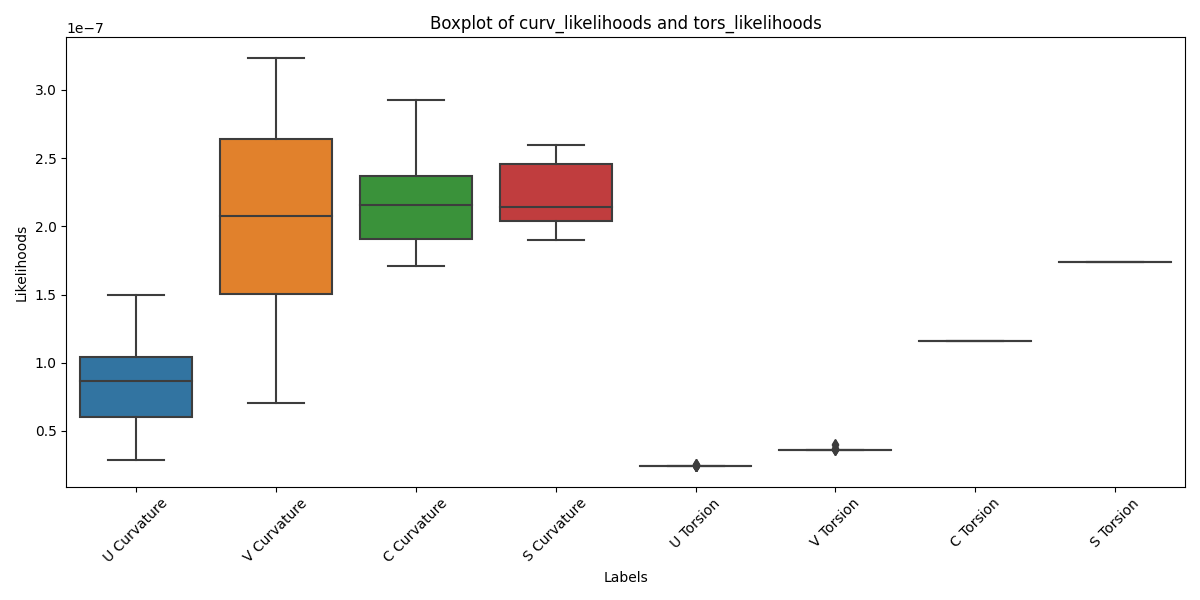 Boxplot of curv_likelihoods and tors_likelihoods
1e−7
3.0
2.5
2.0
1.5
1.0
0.5
Likelihoods
U Curvature
V Curvature
C Curvature
S Curvature
U Torsion
V Torsion
C Torsion
S Torsion
Labels